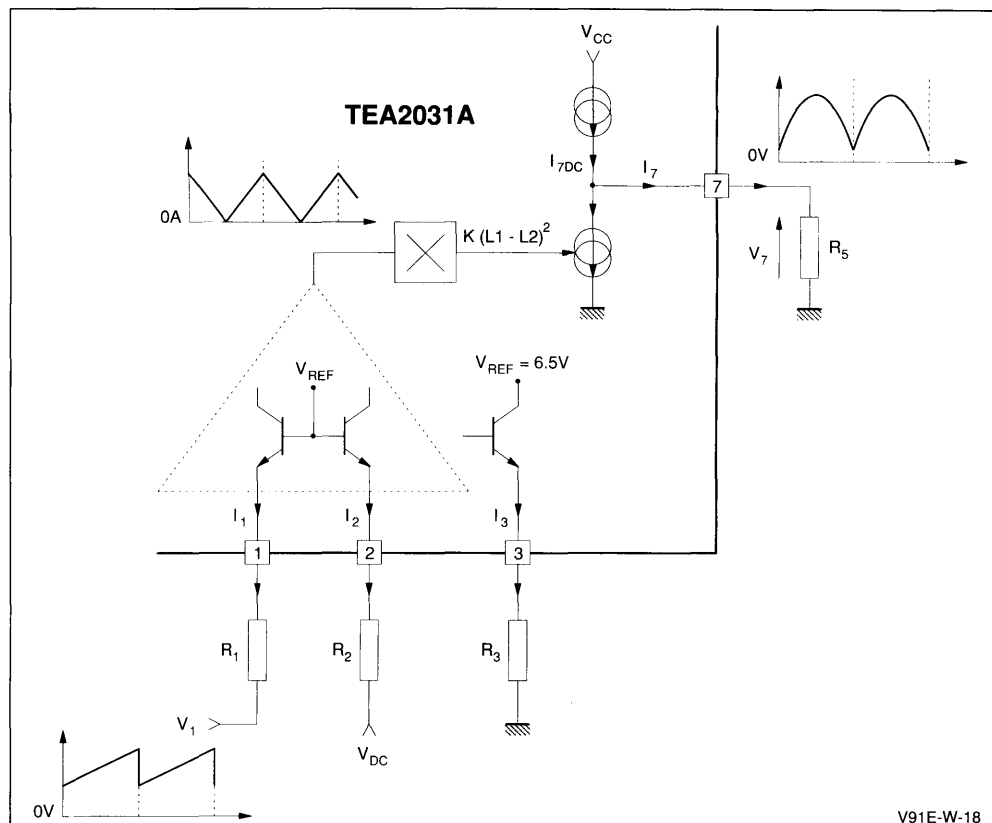 V_CC
TEA2031A
I_7DC
I_7
7
0V
0A
K (L1 - L2)^2
V_7
R_5
V_REF
V_REF = 6.5V
I_1
I_2
I_3
1
2
3
R_1
R_2
R_3
V_1
V_DC
0V
V91E-W-18